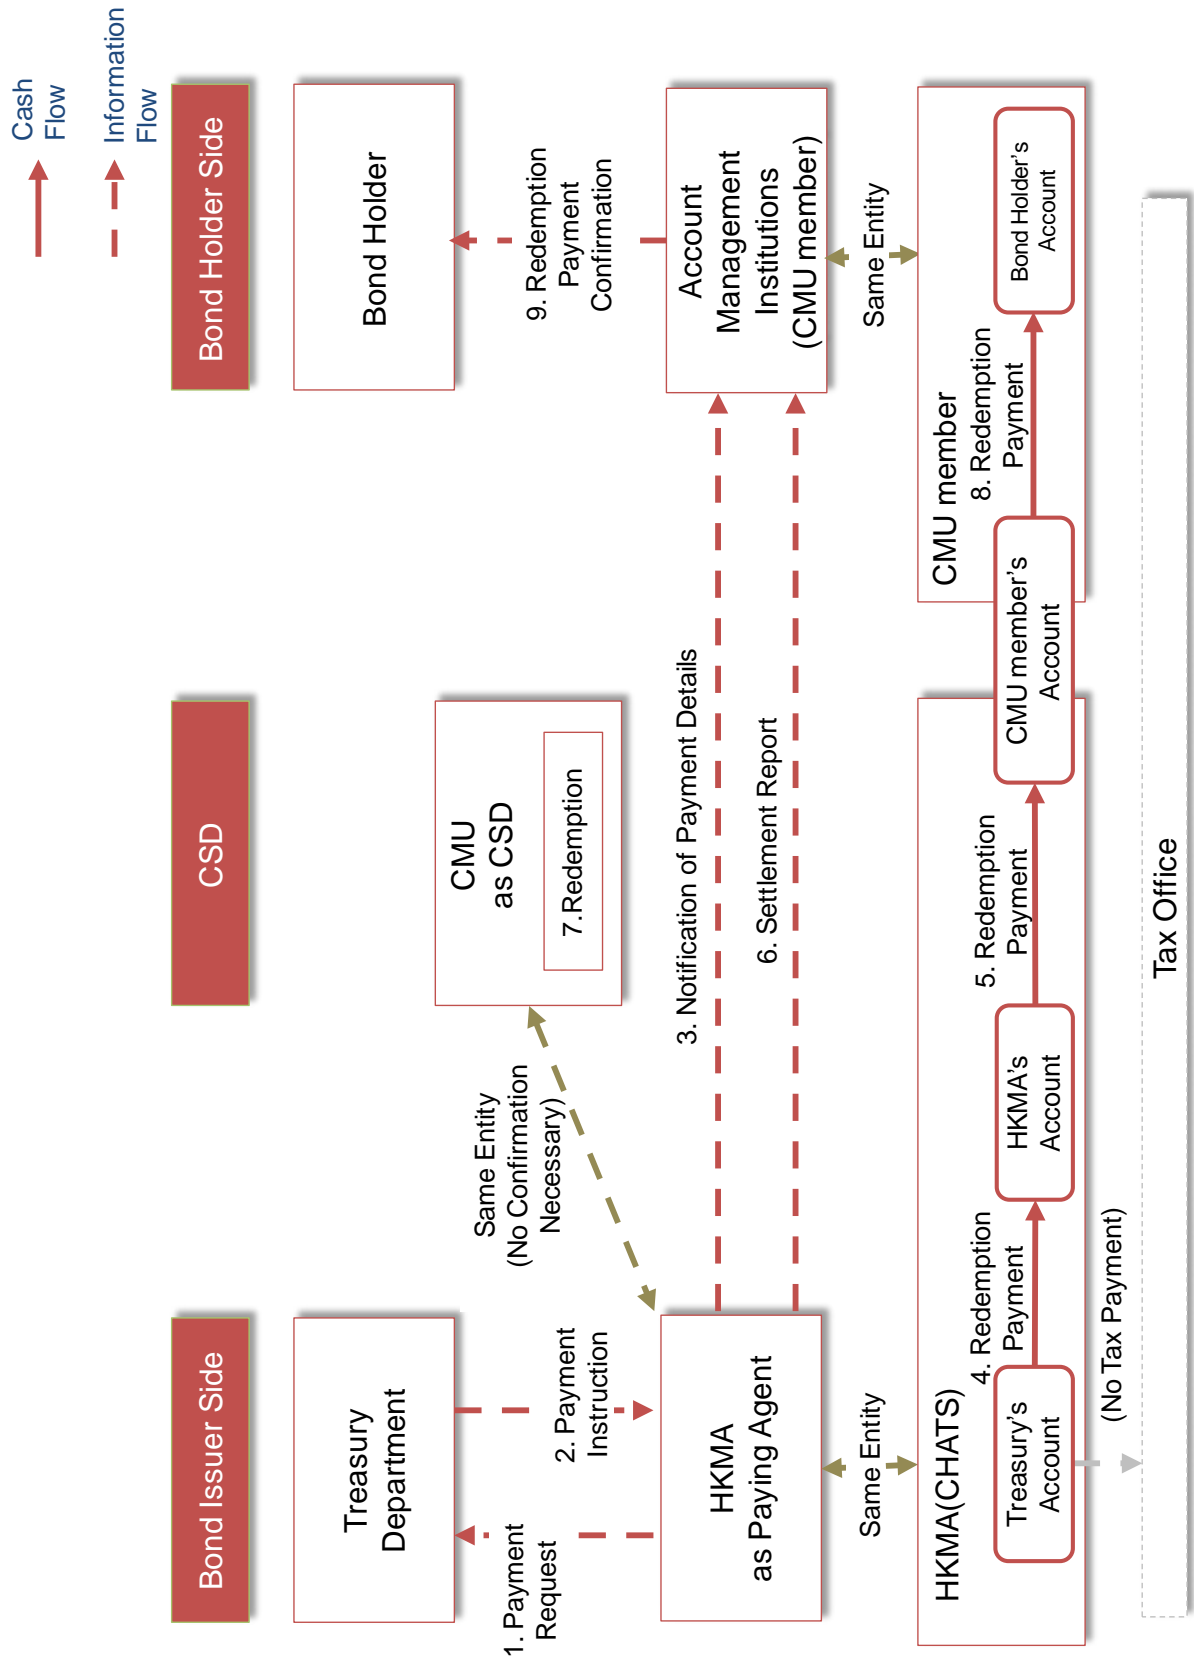 Cash
Flow
Information
Flow
Bond Issuer Side
CSD
Bond Holder Side
Treasury
Department
Bond Holder
CMU
as CSD
7.Redemption
1. Payment
Request
2. Payment
Instruction
Same Entity
(No Confirmation
Necessary)
9. Redemption
Payment
Confirmation
HKMA
as Paying Agent
3. Notification of Payment Details
6. Settlement Report
Account
Management
Institutions
(CMU member)
Same Entity
Same Entity
HKMA(CHATS)
CMU member
4. Redemption
Payment
5. Redemption
Payment
8. Redemption
Payment
Treasury's
Account
HKMA's
Account
CMU member's
Account
Bond Holder's
Account
(No Tax Payment)
Tax Office